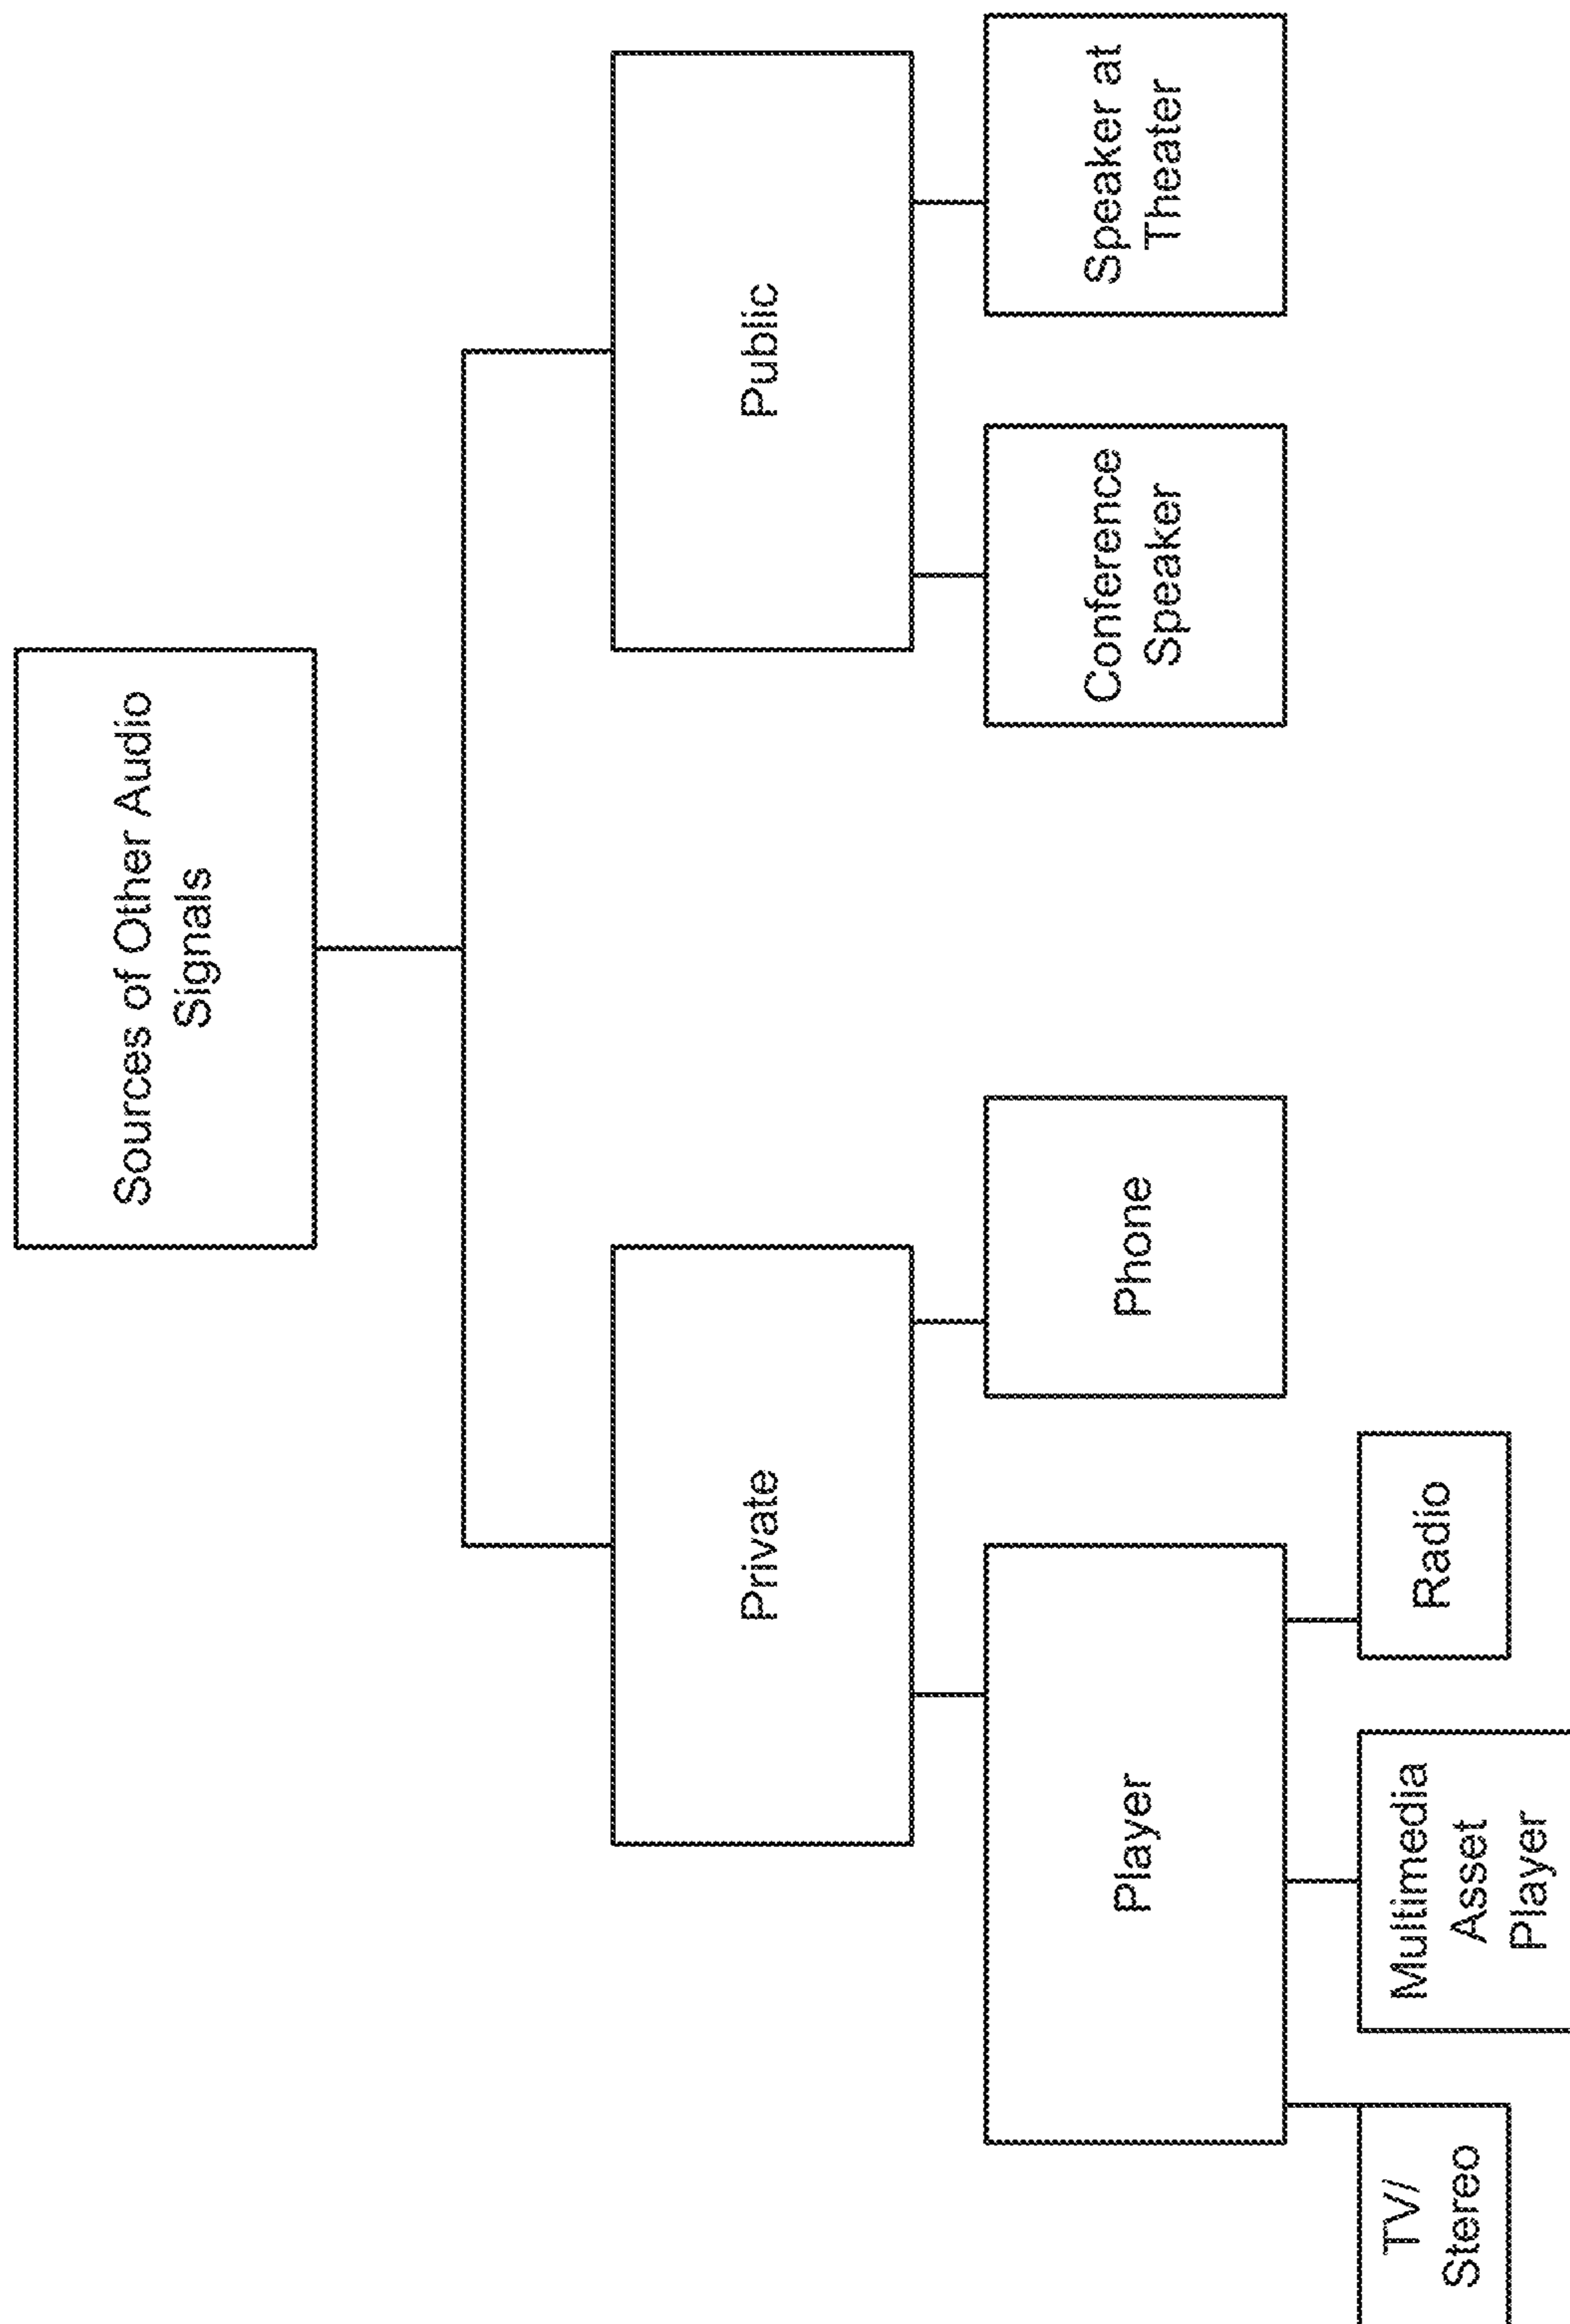 Sources of Other Audio
Signals
Private
Public
Player
Phone
Conference
Speaker
Speaker at
Theater
TV/
Stereo
Multimedia
Asset
Player
Radio